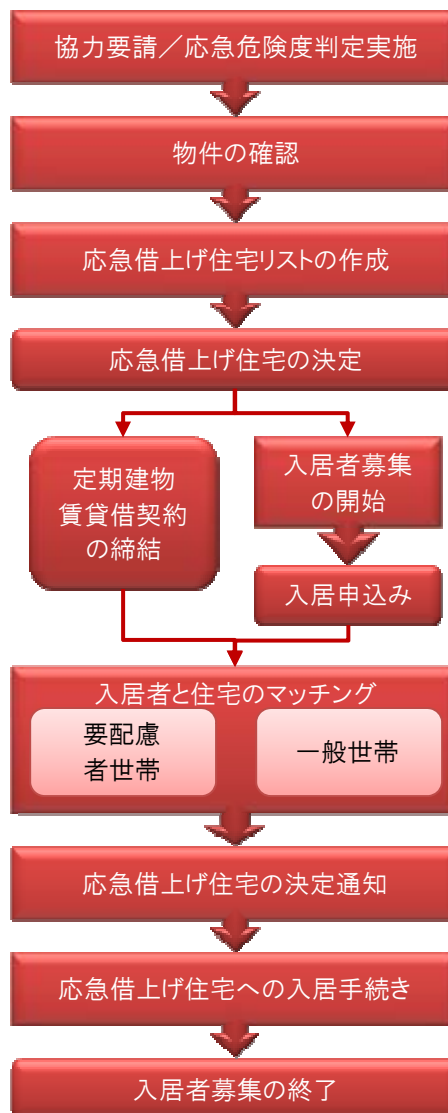 協力要請／応急危険度判定実施
物件の確認
応急借上げ住宅リストの作成
応急借上げ住宅の決定
定期建物
賃貸借契約
の締結
入居者募集
の開始
入居申込み
入居者と住宅のマッチング
要配慮
者世帯
一般世帯
応急借上げ住宅の決定通知
応急借上げ住宅への入居手続き
入居者募集の終了